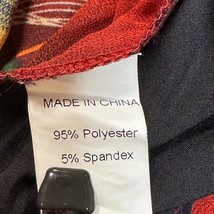 MADE IN CHINA
95% Polyester
5% Spandex